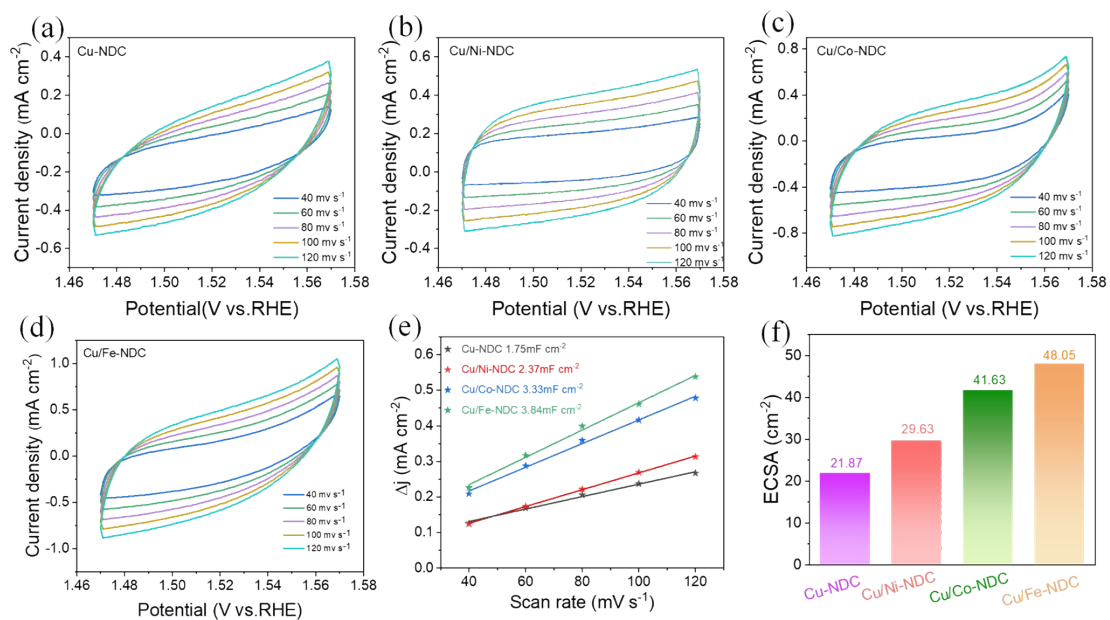 (a)
Cu-NDC
Current density (mA cm⁻²)
0.4
0.2
0.0
-0.2
-0.4
-0.6
40 mv s⁻¹
60 mv s⁻¹
80 mv s⁻¹
100 mv s⁻¹
120 mv s⁻¹
1.46 1.48 1.50 1.52 1.54 1.56 1.58
Potential(V vs.RHE)
(b)
Cu/Ni-NDC
Current density (mA cm⁻²)
0.6
0.4
0.2
0.0
-0.2
-0.4
40 mv s⁻¹
60 mv s⁻¹
80 mv s⁻¹
100 mv s⁻¹
120 mv s⁻¹
1.46 1.48 1.50 1.52 1.54 1.56 1.58
Potential (V vs.RHE)
(c)
Cu/Co-NDC
Current density (mA cm⁻²)
0.8
0.4
0.0
-0.4
-0.8
40 mv s⁻¹
60 mv s⁻¹
80 mv s⁻¹
100 mv s⁻¹
120 mv s⁻¹
1.46 1.48 1.50 1.52 1.54 1.56 1.58
Potential (V vs.RHE)
(d)
Cu/Fe-NDC
Current density (mA cm⁻²)
1.0
0.5
0.0
-0.5
-1.0
40 mv s⁻¹
60 mv s⁻¹
80 mv s⁻¹
100 mv s⁻¹
120 mv s⁻¹
1.46 1.48 1.50 1.52 1.54 1.56 1.58
Potential (V vs.RHE)
(e)
Cu-NDC 1.75mF cm⁻²
Cu/Ni-NDC 2.37mF cm⁻²
Cu/Co-NDC 3.33mF cm⁻²
Cu/Fe-NDC 3.84mF cm⁻²
Δj (mA cm⁻²)
0.6
0.5
0.4
0.3
0.2
0.1
0.0
40 60 80 100 120
Scan rate (mV s⁻¹)
(f)
ECSA (cm⁻²)
50
40
30
20
10
0
21.87
29.63
41.63
48.05
Cu-NDC
Cu/Ni-NDC
Cu/Co-NDC
Cu/Fe-NDC